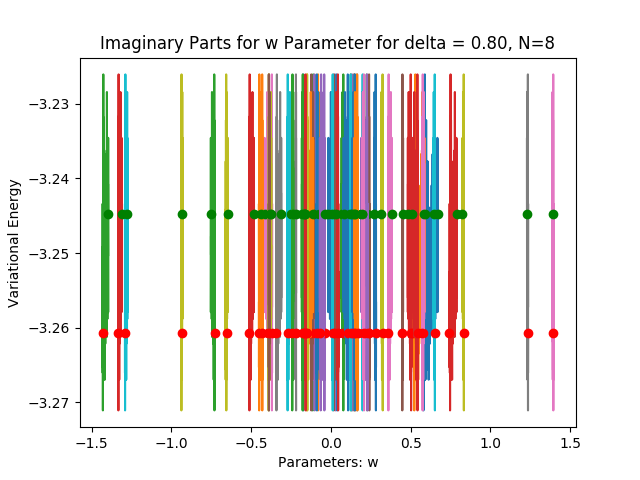 Imaginary Parts for w Parameter for delta = 0.80, N=8
Variational Energy
−3.23
−3.24
−3.25
−3.26
−3.27
−1.5 −1.0 −0.5 0.0 0.5 1.0 1.5
Parameters: w